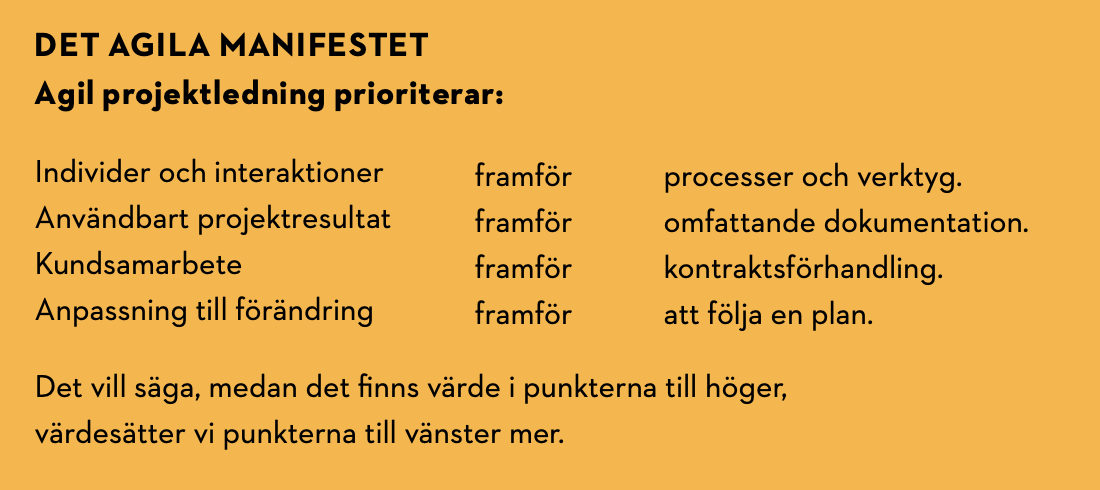 DET AGILA MANIFESTET
Agil projektledning prioriterar:
Individer och interaktioner framför processer och verktyg.
Användbart projektresultat framför omfattande dokumentation.
Kundsamarbete framför kontraktsförhandling.
Anpassning till förändring framför att följa en plan.
Det vill säga, medan det finns värde i punkterna till höger,
värdesätter vi punkterna till vänster mer.